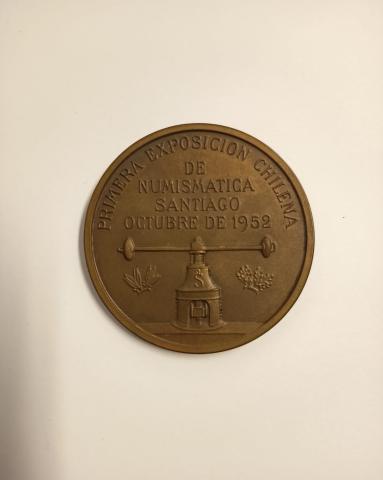 PRIMERA EXPOSICION CHILENA
DE
NUMISMATICA
SANTIAGO
OCTUBRE DE 1952
S